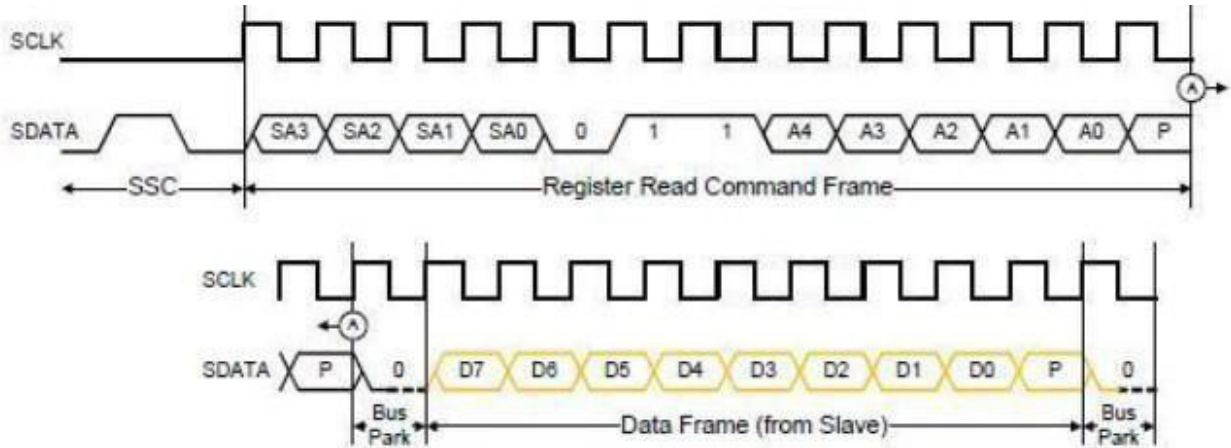 SCLK
A
SDATA SA3 SA2 SA1 SA0 0 1 1 A4 A3 A2 A1 A0 P
SSC Register Read Command Frame
SCLK
A
SDATA P 0 D7 D6 D5 D4 D3 D2 D1 D0 P 0
Bus Park Data Frame (from Slave) Bus Park